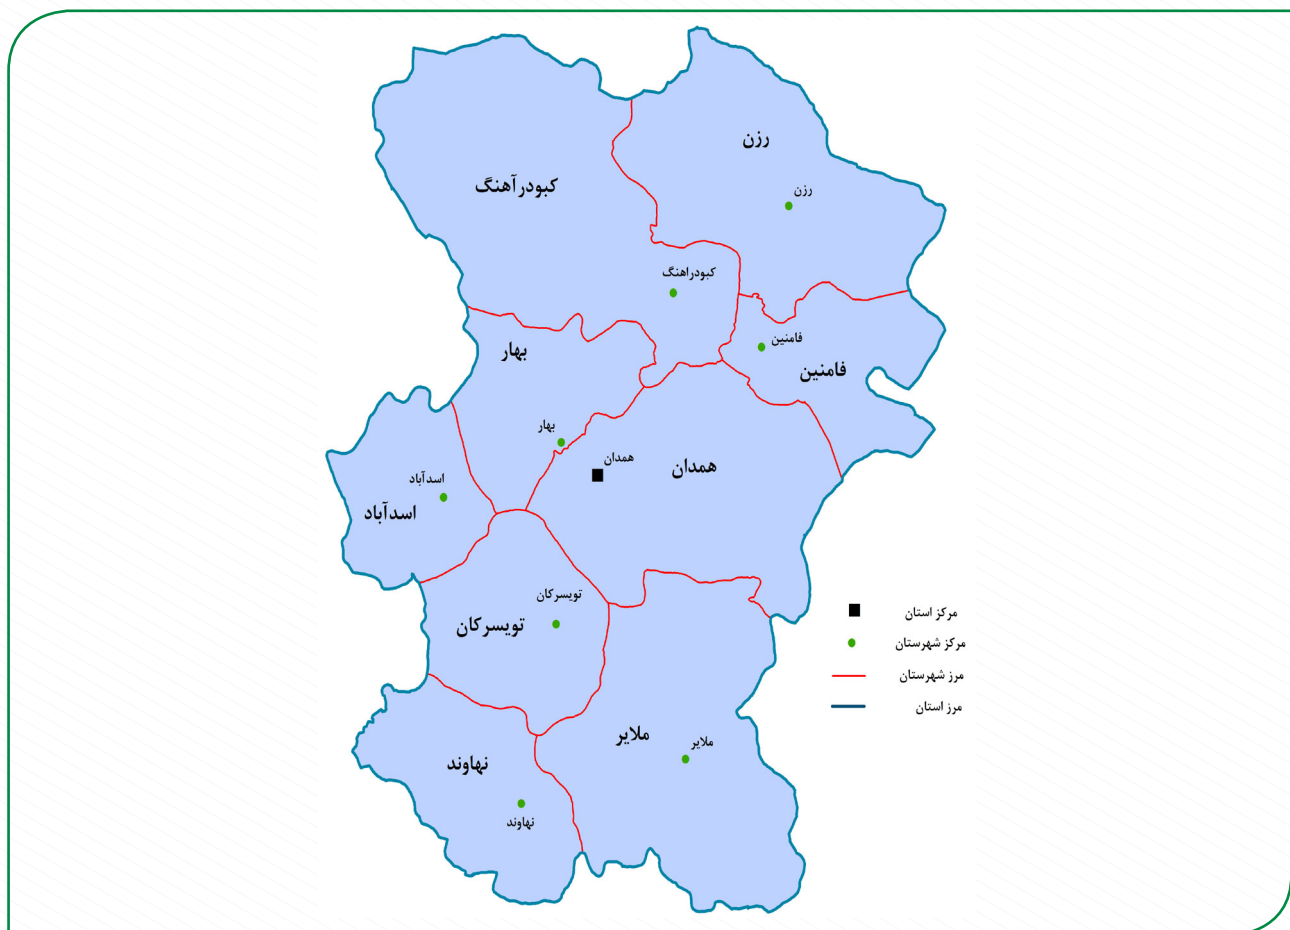 رزن
کبودرآهنگ
رزن
کبودراهنگ
فامنین
بهار
فامنین
بهار
همدان
همدان
اسدآباد
اسدآباد
تویسرکان
تویسرکان
مرکز استان
مرکز شهرستان
مرز شهرستان
مرز استان
ملایر
ملایر
نهاوند
نهاوند